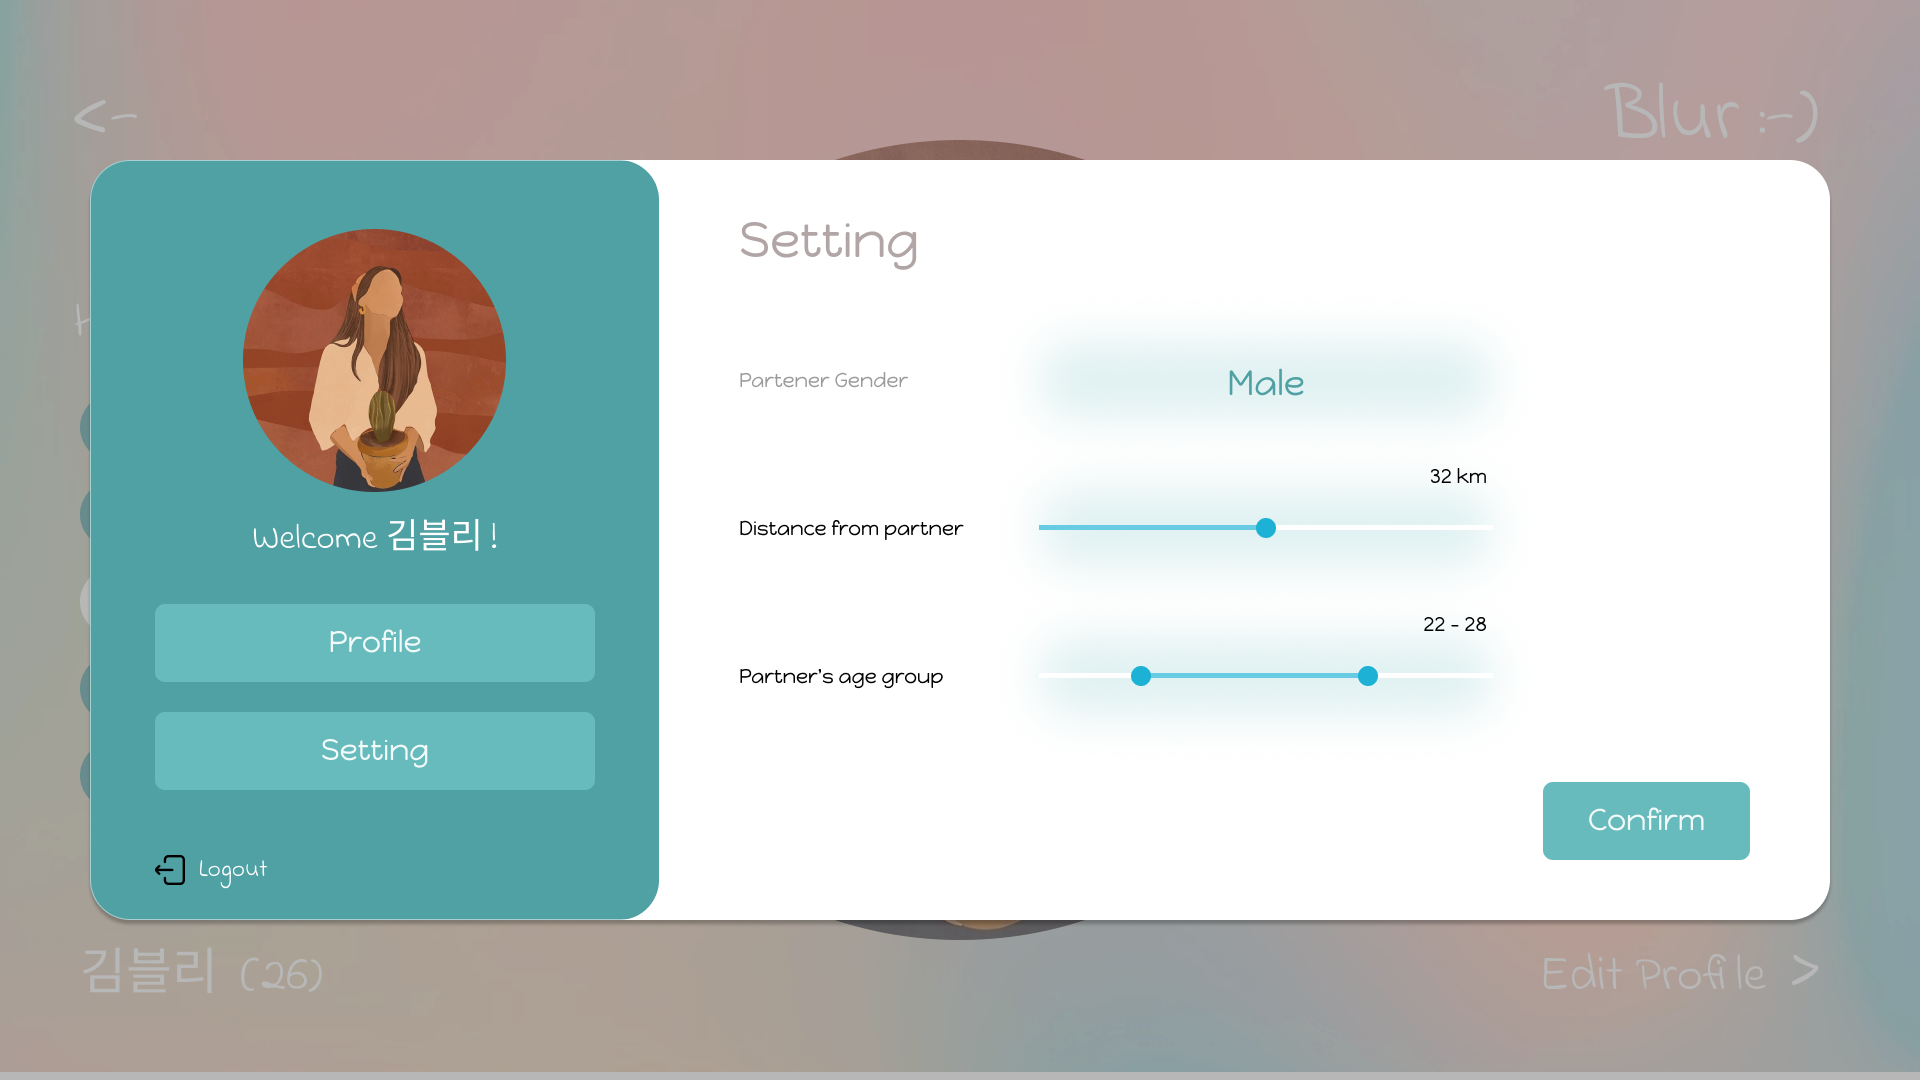 <-
Blur :-)
H
Setting
Partener Gender
Male
32 km
Distance from partner
22 - 28
Partner's age group
Confirm
Welcome 김블리 !
Profile
Setting
Logout
김블리 (26)
Edit Profile >